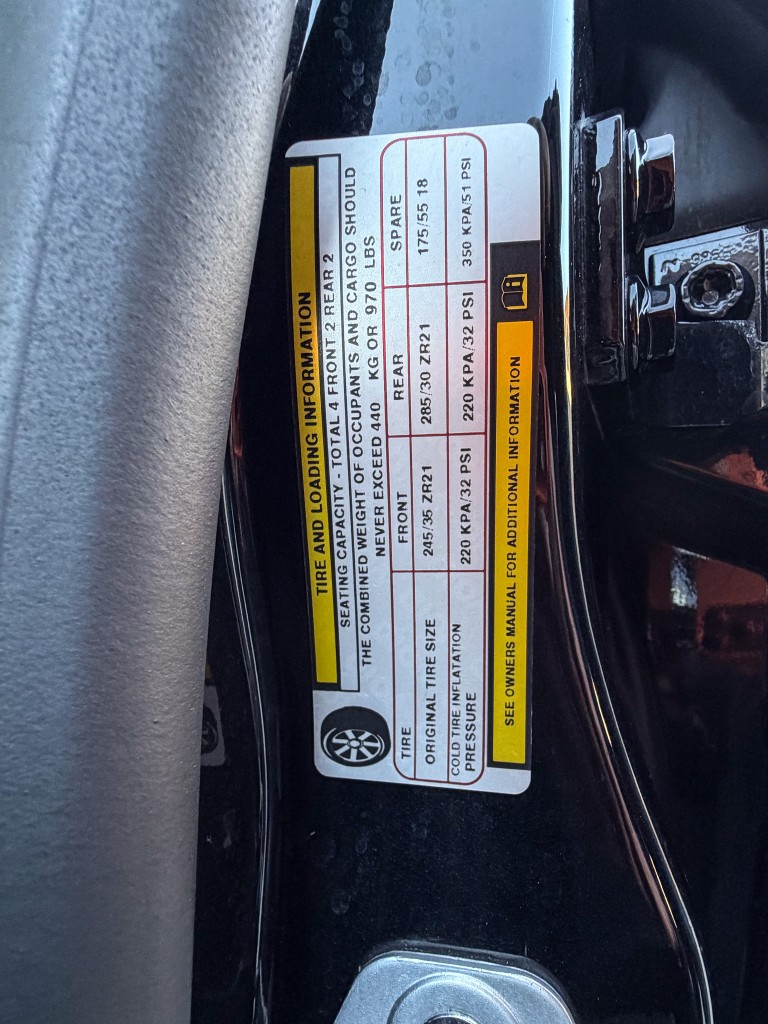 TIRE AND LOADING INFORMATION
SEATING CAPACITY - TOTAL 4 FRONT 2 REAR 2
THE COMBINED WEIGHT OF OCCUPANTS AND CARGO SHOULD
NEVER EXCEED 440 KG OR 970 LBS
TIRE FRONT REAR SPARE
ORIGINAL TIRE SIZE 245/35 ZR21 285/30 ZR21 175/55 18
COLD TIRE INFLATATION
PRESSURE 220 KPA/32 PSI 220 KPA/32 PSI 350 KPA/51 PSI
SEE OWNERS MANUAL FOR ADDITIONAL INFORMATION